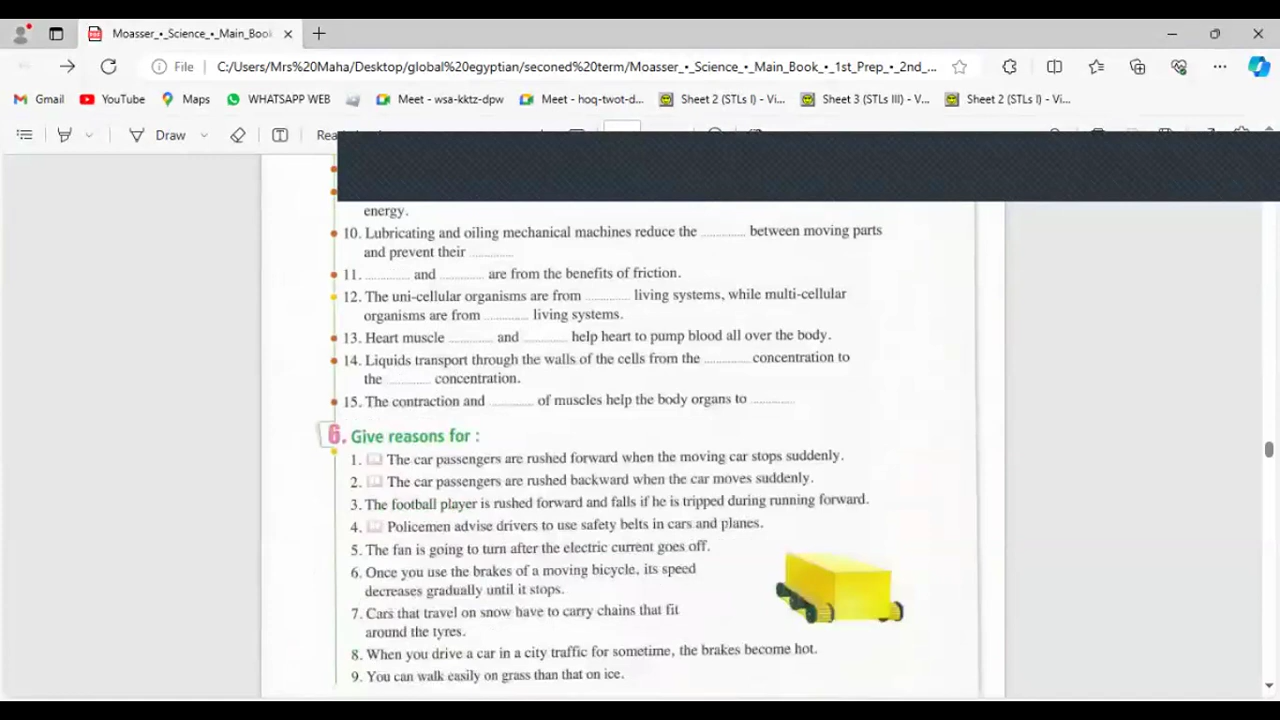 Moasser_•_Science_•_Main_Book
File
C:/Users/Mrs%20Maha/Desktop/global%20egyptian/seconed%20term/Moasser_•_Science_•_Main_Book_•_1st_Prep_•_2nd_...
Gmail
YouTube
Maps
WHATSAPP WEB
Meet - wsa-kktz-dpw
Meet - hoq-twot-d...
Sheet 2 (STLs I) - Vi...
Sheet 3 (STLs III) - V...
Sheet 2 (STLs I) - Vi...
Draw
energy.
10. Lubricating and oiling mechanical machines reduce the ............ between moving parts
and prevent their ............
11. ............ and ............ are from the benefits of friction.
12. The uni-cellular organisms are from ............ living systems, while multi-cellular
organisms are from ............ living systems.
13. Heart muscle ............ and ............ help heart to pump blood all over the body.
14. Liquids transport through the walls of the cells from the ............ concentration to
the ............ concentration.
15. The contraction and ............ of muscles help the body organs to ............
6. Give reasons for :
1. The car passengers are rushed forward when the moving car stops suddenly.
2. The car passengers are rushed backward when the car moves suddenly.
3. The football player is rushed forward and falls if he is tripped during running forward.
4. Policemen advise drivers to use safety belts in cars and planes.
5. The fan is going to turn after the electric current goes off.
6. Once you use the brakes of a moving bicycle, its speed
decreases gradually until it stops.
7. Cars that travel on snow have to carry chains that fit
around the tyres.
8. When you drive a car in a city traffic for sometime, the brakes become hot.
9. You can walk easily on grass than that on ice.